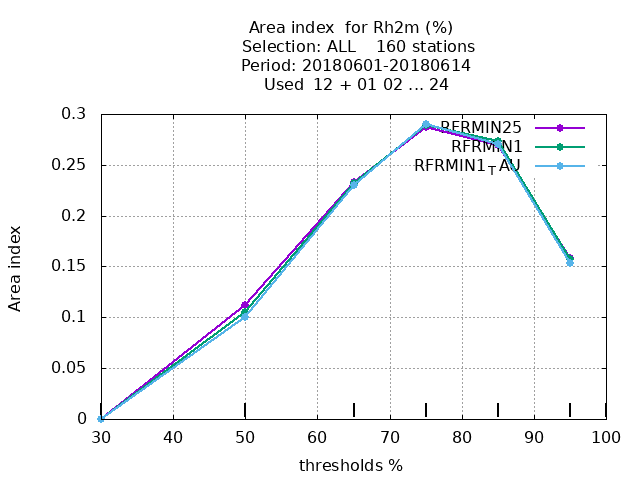 Area index  for Rh2m (%)
Selection: ALL    160 stations
Period: 20180601-20180614
Used  12 + 01 02 ... 24
0.3
0.25
0.2
0.15
0.1
0.05
0
Area index
RFRMIN25
RFRMIN1
RFRMIN1TAU
30 40 50 60 70 80 90 100
thresholds %